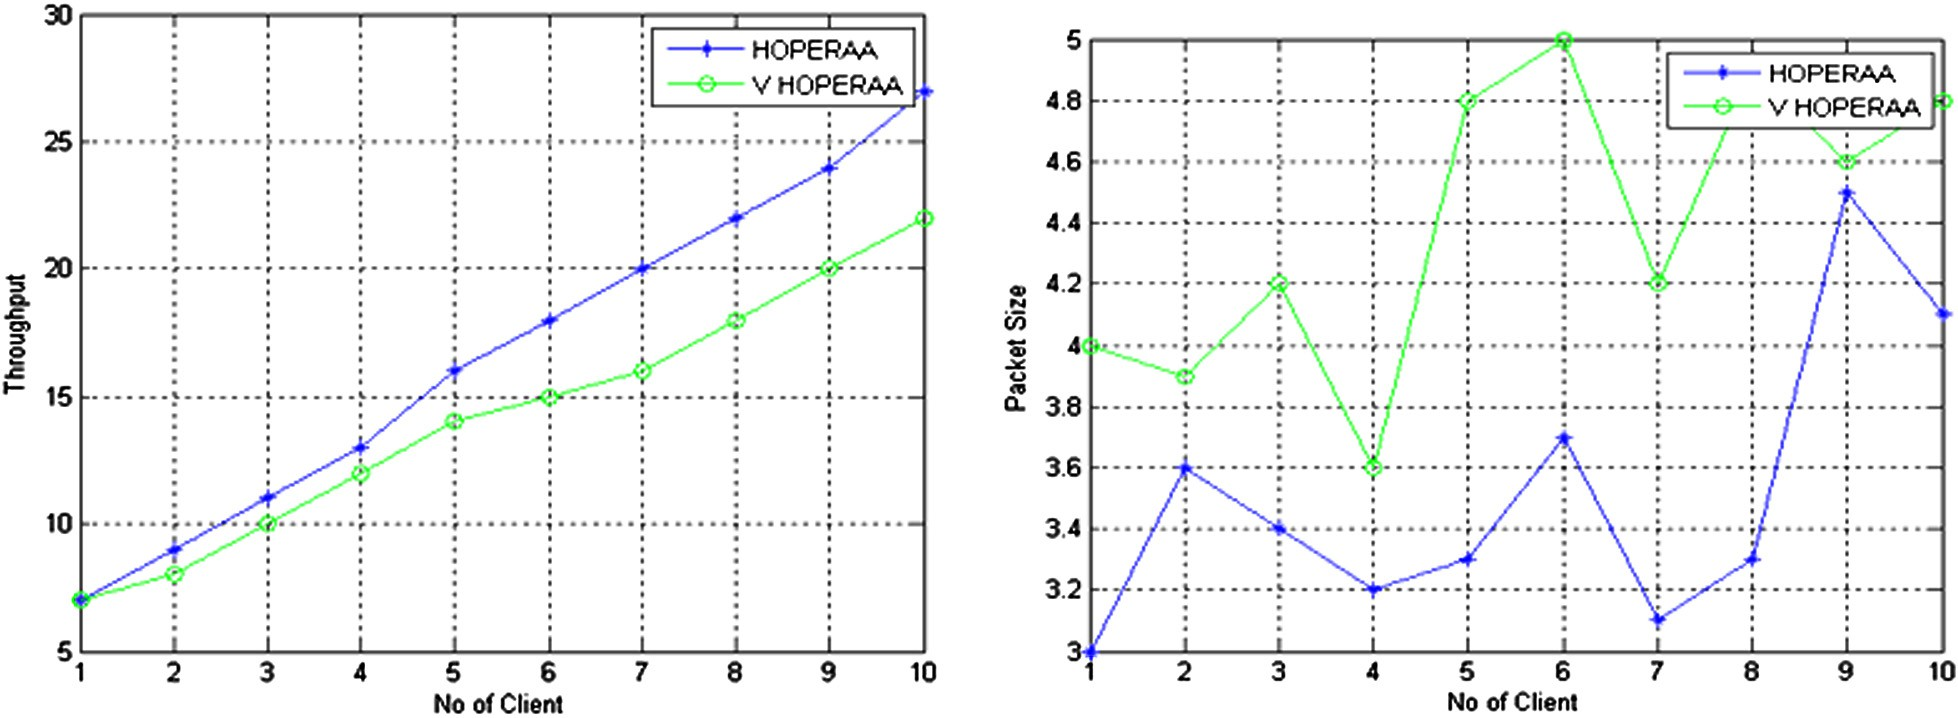 30
25
20
15
10
5
Throughput
1 2 3 4 5 6 7 8 9 10
No of Client
HOPERAA
V HOPERAA
5
4.8
4.6
4.4
4.2
4
3.8
3.6
3.4
3.2
3
Packet Size
1 2 3 4 5 6 7 8 9 10
No of Client
HOPERAA
V HOPERAA